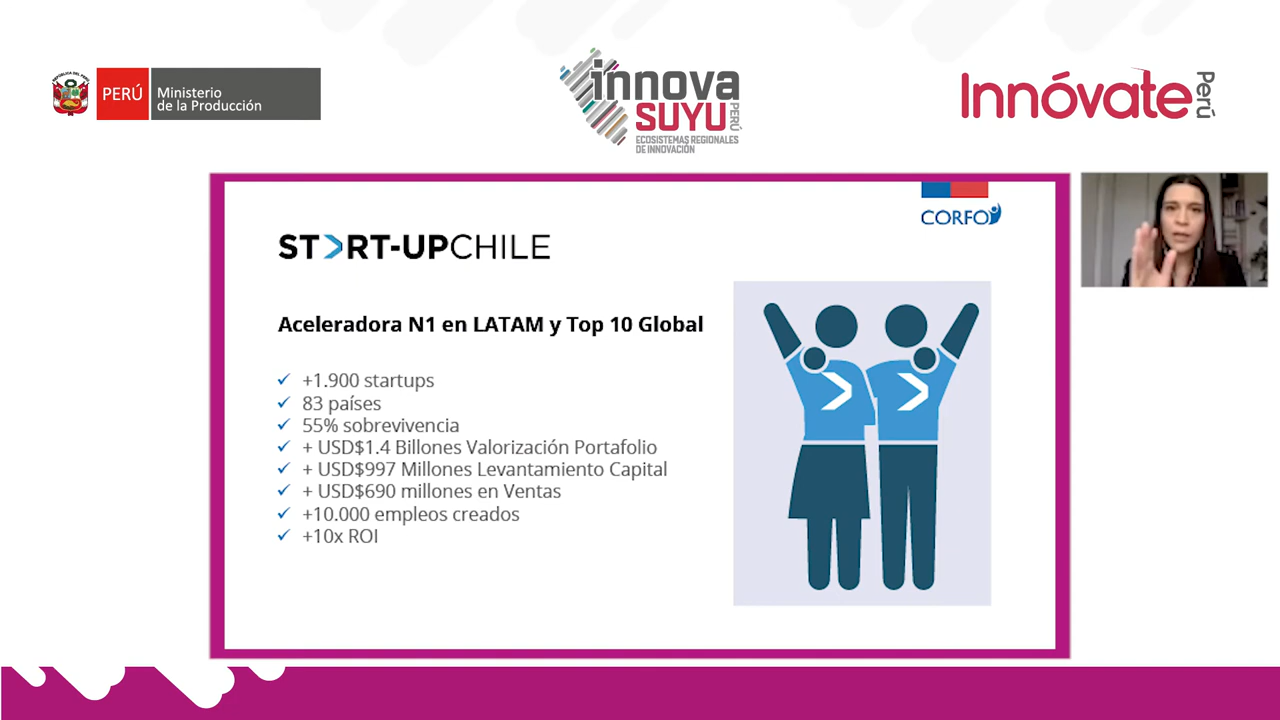 PERÚ
Ministerio
de la Producción
innova
SUYU
PERÚ
ECOSISTEMAS REGIONALES
DE INNOVACIÓN
Innóvate
Perú
CORFO
START-UPCHILE
Aceleradora N1 en LATAM y Top 10 Global
+1.900 startups
83 países
55% sobrevivencia
+ USD$1.4 Billones Valorización Portafolio
+ USD$997 Millones Levantamiento Capital
+ USD$690 millones en Ventas
+10.000 empleos creados
+10x ROI